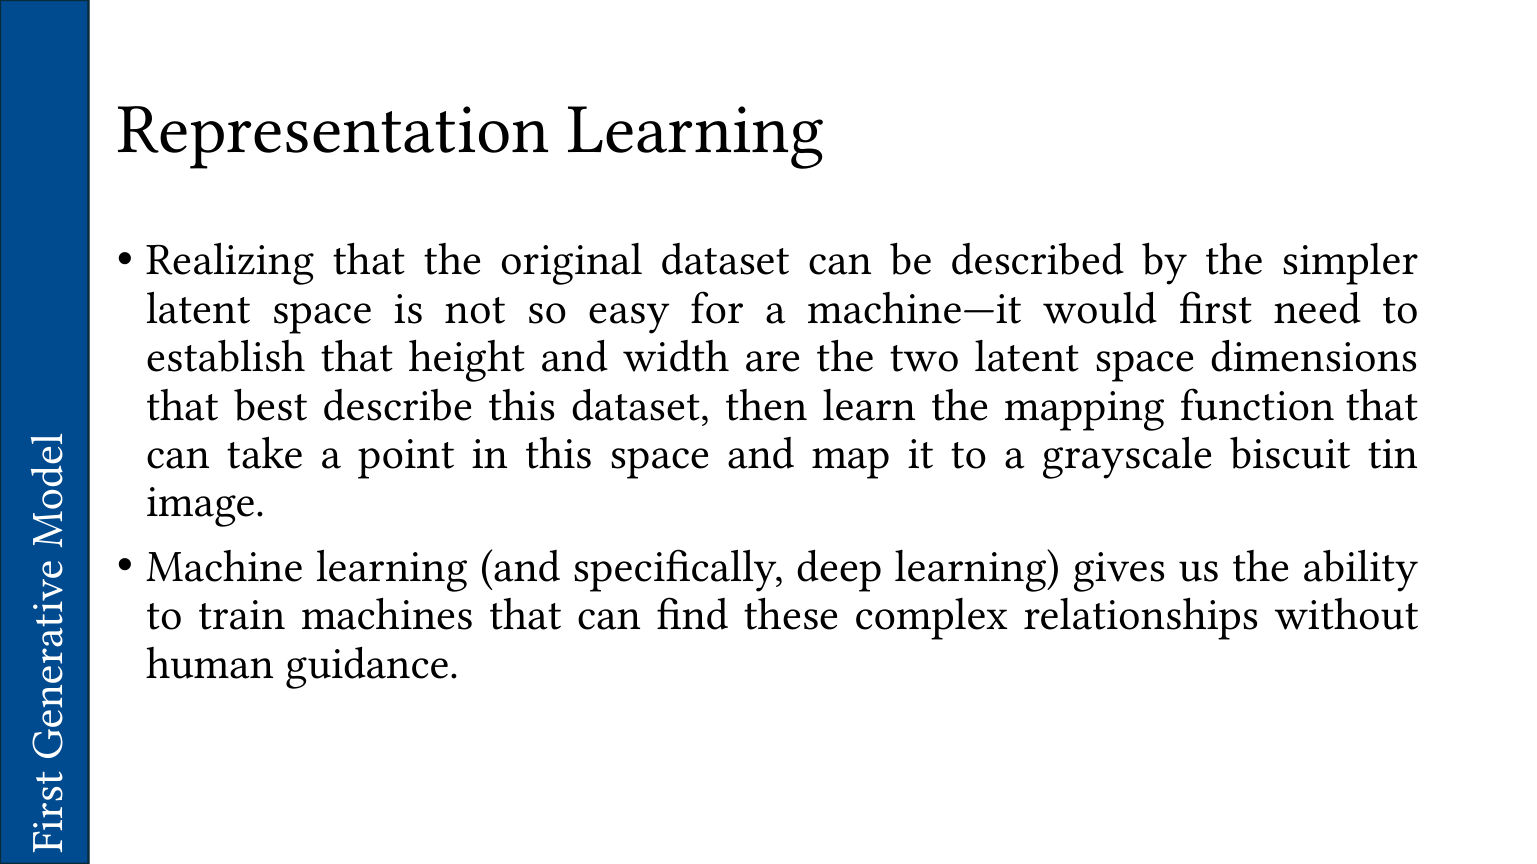 Representation Learning
• Realizing that the original dataset can be described by the simpler
latent space is not so easy for a machine—it would first need to
establish that height and width are the two latent space dimensions
that best describe this dataset, then learn the mapping function that
can take a point in this space and map it to a grayscale biscuit tin
image.
• Machine learning (and specifically, deep learning) gives us the ability
to train machines that can find these complex relationships without
human guidance.
First Generative Model